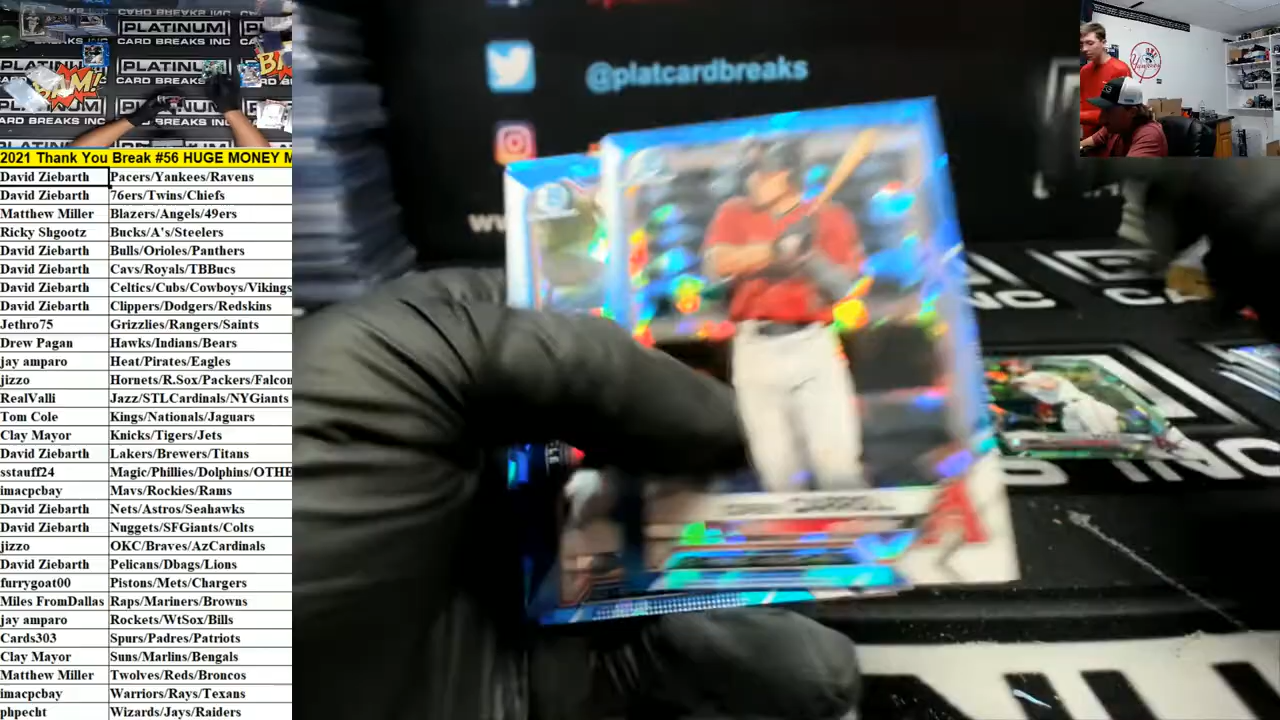 PLATINUM
CARD BREAKS INC
BAM!
@platcardbreaks
2021 Thank You Break #56 HUGE MONEY M
David Ziebarth Pacers/Yankees/Ravens
David Ziebarth 76ers/Twins/Chiefs
Matthew Miller Blazers/Angels/49ers
Ricky Shgootz Bucks/A's/Steelers
David Ziebarth Bulls/Orioles/Panthers
David Ziebarth Cavs/Royals/TBBucs
David Ziebarth Celtics/Cubs/Cowboys/Vikings
David Ziebarth Clippers/Dodgers/Redskins
Jethro75 Grizzlies/Rangers/Saints
Drew Pagan Hawks/Indians/Bears
jay amparo Heat/Pirates/Eagles
jizzo Hornets/R.Sox/Packers/Falcon
RealValli Jazz/STLCardinals/NYGiants
Tom Cole Kings/Nationals/Jaguars
Clay Mayor Knicks/Tigers/Jets
David Ziebarth Lakers/Brewers/Titans
sstauff24 Magic/Phillies/Dolphins/OTHE
imacpcbay Mavs/Rockies/Rams
David Ziebarth Nets/Astros/Seahawks
David Ziebarth Nuggets/SFGiants/Colts
jizzo OKC/Braves/AzCardinals
David Ziebarth Pelicans/Dbags/Lions
furrygoat00 Pistons/Mets/Chargers
Miles FromDallas Raps/Mariners/Browns
jay amparo Rockets/WtSox/Bills
Cards303 Spurs/Padres/Patriots
Clay Mayor Suns/Marlins/Bengals
Matthew Miller Twolves/Reds/Broncos
imacpcbay Warriors/Rays/Texans
phpecht Wizards/Jays/Raiders